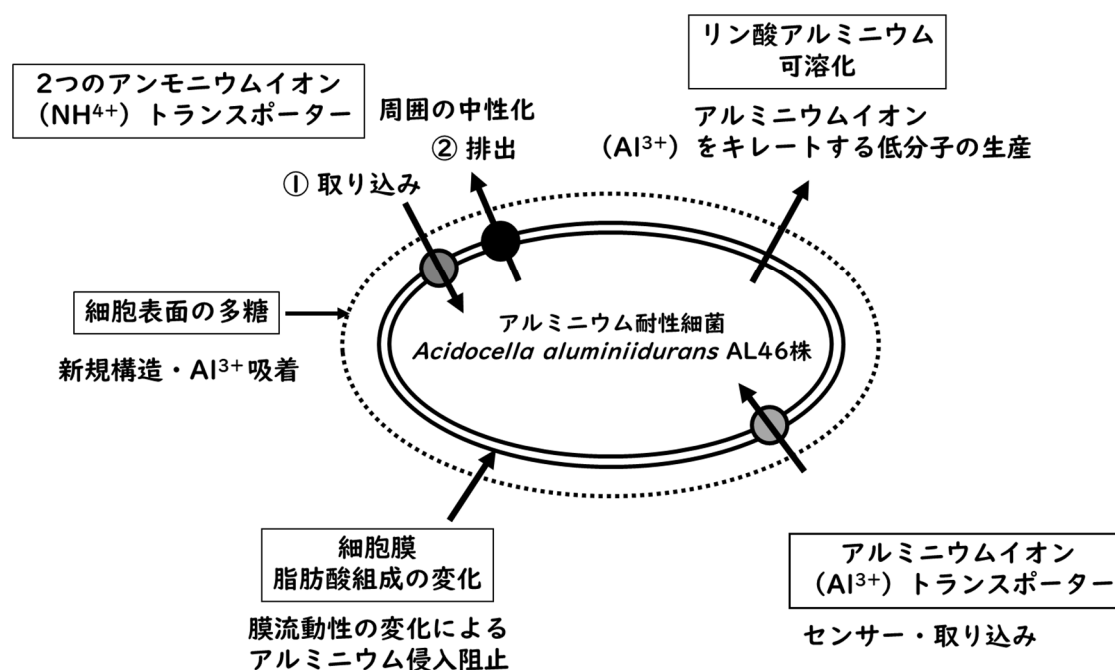 2つのアンモニウムイオン
（NH⁴⁺）トランスポーター
周囲の中性化
② 排出
① 取り込み
リン酸アルミニウム
可溶化
アルミニウムイオン
（Al³⁺）をキレートする低分子の生産
細胞表面の多糖
新規構造・Al³⁺吸着
アルミニウム耐性細菌
Acidocella aluminiidurans AL46株
細胞膜
脂肪酸組成の変化
膜流動性の変化による
アルミニウム侵入阻止
アルミニウムイオン
（Al³⁺）トランスポーター
センサー・取り込み